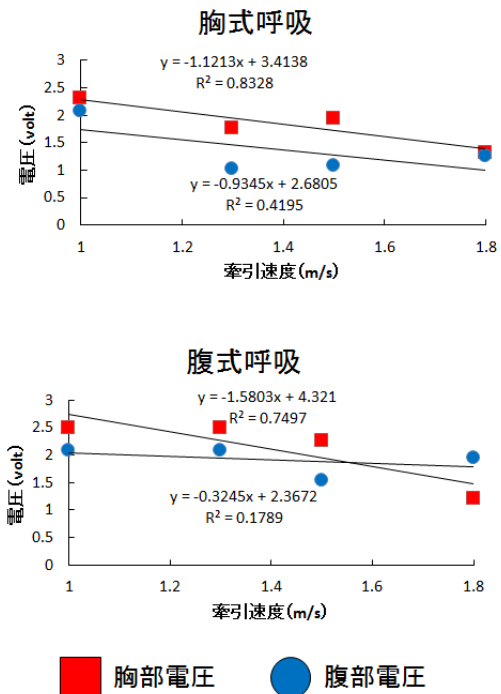 胸式呼吸
y = -1.1213x + 3.4138
R² = 0.8328
3
2.5
2
1.5
1
0.5
0
電圧(volt)
y = -0.9345x + 2.6805
R² = 0.4195
1 1.2 1.4 1.6 1.8
牽引速度(m/s)
腹式呼吸
y = -1.5803x + 4.321
R² = 0.7497
3
2.5
2
1.5
1
0.5
0
電圧(volt)
y = -0.3245x + 2.3672
R² = 0.1789
1 1.2 1.4 1.6 1.8
牽引速度(m/s)
胸部電圧 腹部電圧